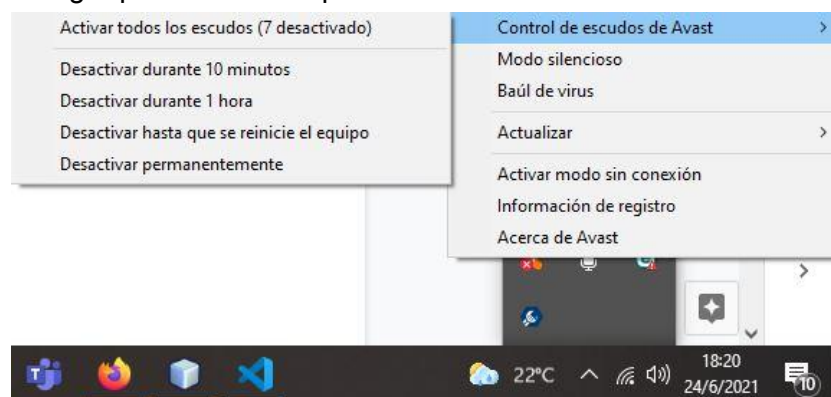 Activar todos los escudos (7 desactivado)
Desactivar durante 10 minutos
Desactivar durante 1 hora
Desactivar hasta que se reinicie el equipo
Desactivar permanentemente
Control de escudos de Avast
Modo silencioso
Baúl de virus
Actualizar
Activar modo sin conexión
Información de registro
Acerca de Avast
22°C
18:20
24/6/2021
10